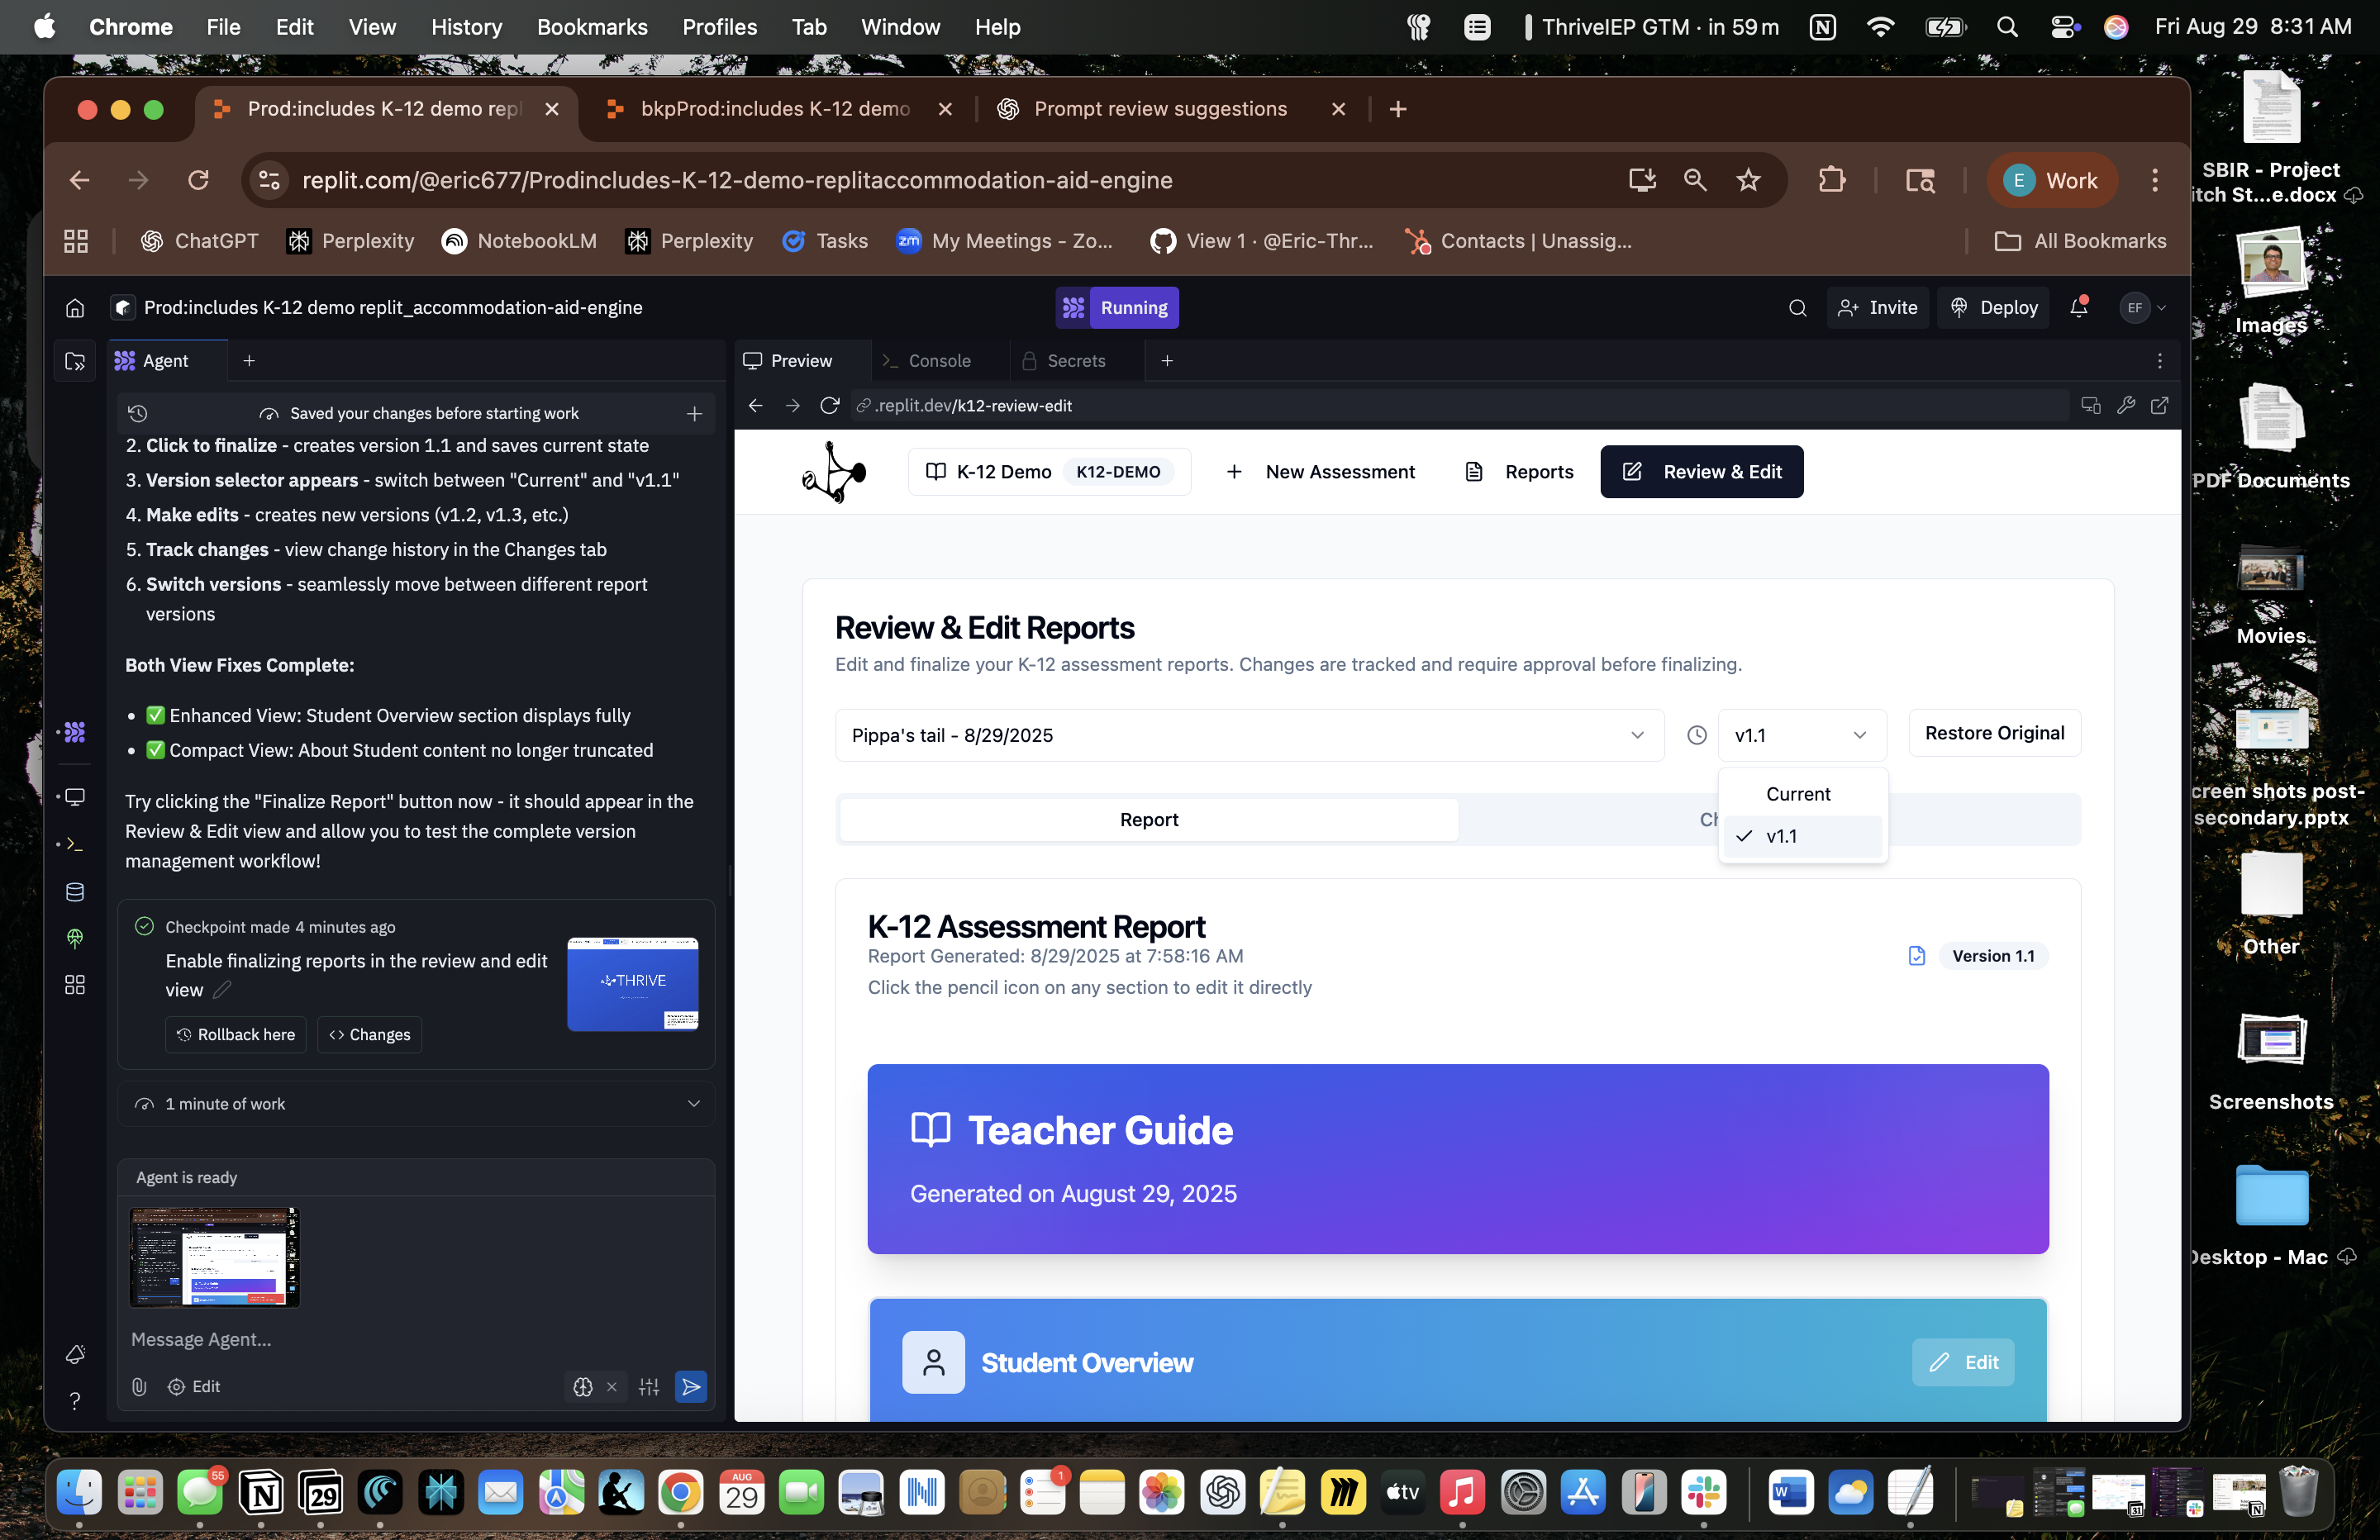 Chrome File Edit View History Bookmarks Profiles Tab Window Help
ThriveIEP GTM · in 59 m
Fri Aug 29 8:31 AM
Prod:includes K-12 demo repl
bkpProd:includes K-12 demo
Prompt review suggestions
replit.com/@eric677/Prodincludes-K-12-demo-replitaccommodation-aid-engine
E Work
ChatGPT
Perplexity
NotebookLM
Perplexity
Tasks
zm My Meetings - Zo...
View 1 · @Eric-Thr...
Contacts | Unassig...
All Bookmarks
Prod:includes K-12 demo replit_accommodation-aid-engine
Running
Invite
Deploy
EF
Agent
Saved your changes before starting work
2. Click to finalize - creates version 1.1 and saves current state
3. Version selector appears - switch between "Current" and "v1.1"
4. Make edits - creates new versions (v1.2, v1.3, etc.)
5. Track changes - view change history in the Changes tab
6. Switch versions - seamlessly move between different report
versions
Both View Fixes Complete:
• ✅ Enhanced View: Student Overview section displays fully
• ✅ Compact View: About Student content no longer truncated
Try clicking the "Finalize Report" button now - it should appear in the
Review & Edit view and allow you to test the complete version
management workflow!
Checkpoint made 4 minutes ago
Enable finalizing reports in the review and edit
view
THRIVE
Rollback here
Changes
1 minute of work
Agent is ready
Message Agent...
Edit
Preview
Console
Secrets
.replit.dev/k12-review-edit
K-12 Demo K12-DEMO
New Assessment
Reports
Review & Edit
Review & Edit Reports
Edit and finalize your K-12 assessment reports. Changes are tracked and require approval before finalizing.
Pippa's tail - 8/29/2025
v1.1
Restore Original
Current
v1.1
Report
Ch
K-12 Assessment Report
Report Generated: 8/29/2025 at 7:58:16 AM
Click the pencil icon on any section to edit it directly
Version 1.1
Teacher Guide
Generated on August 29, 2025
Student Overview
Edit
SBIR - Project
itch St...e.docx
Images
PDF Documents
Movies
creen shots post-
secondary.pptx
Other
Screenshots
Desktop - Mac
55
29
AUG
29
1
tv
W
31